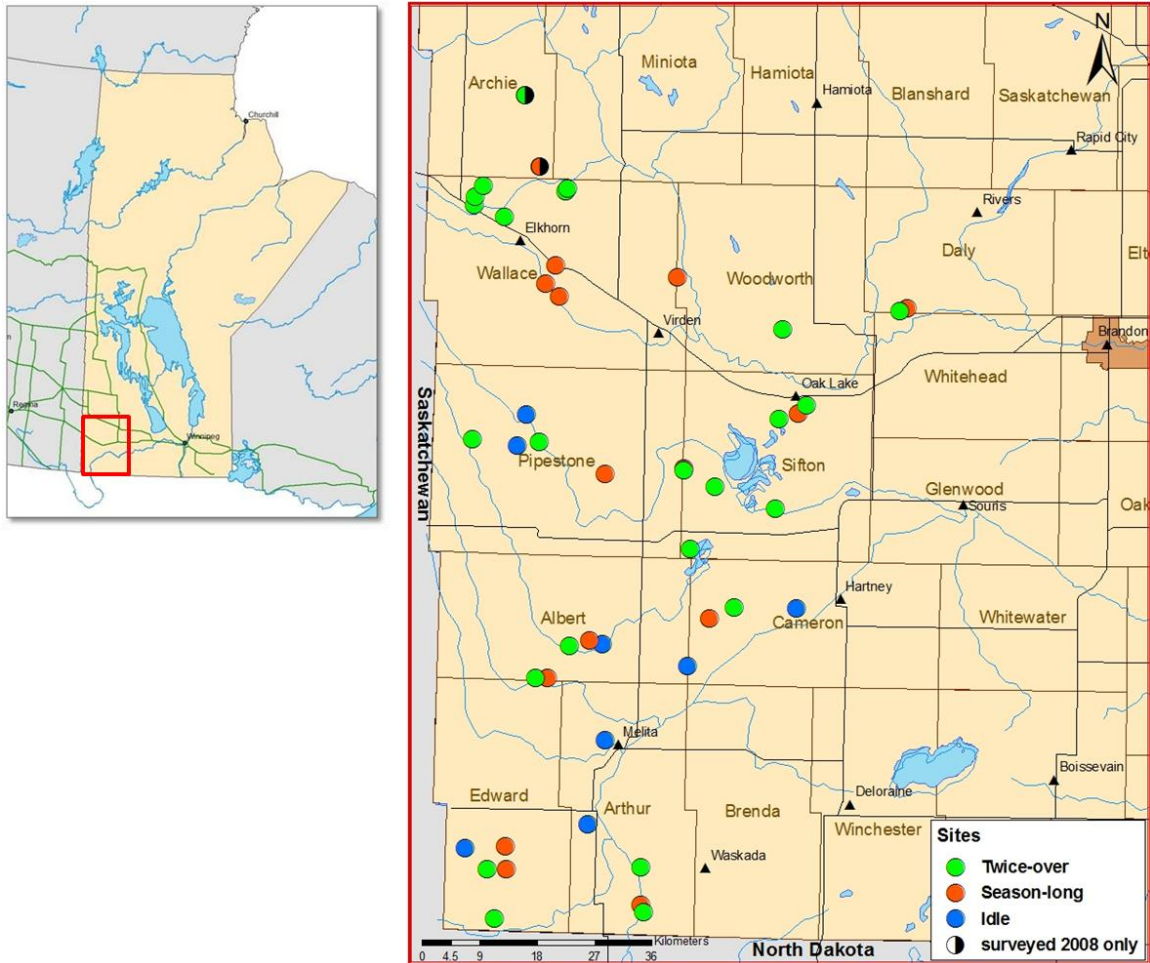 Churchill
Regina
Winnipeg
N
Archie
Miniota
Hamiota
Hamiota
Blanshard
Saskatchewan
Rapid City
Rivers
Elkhorn
Daly
Elto
Wallace
Woodworth
Virden
Brandon
Whitehead
Oak Lake
Saskatchewan
Pipestone
Sifton
Glenwood
Souris
Oak
Hartney
Albert
Cameron
Whitewater
Melita
Boissevain
Edward
Arthur
Brenda
Deloraine
Winchester
Waskada
Sites
Twice-over
Season-long
Idle
surveyed 2008 only
Kilometers
0 4.5 9 18 27 36
North Dakota